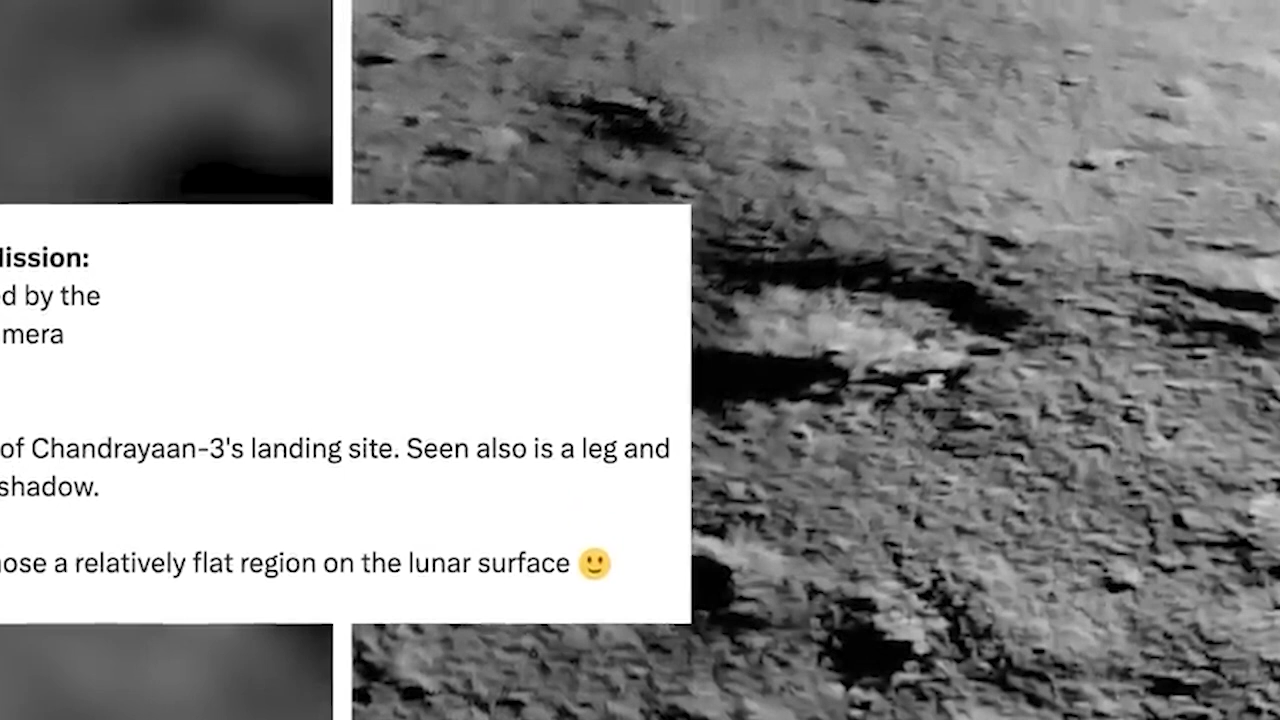 ission:
d by the
mera
of Chandrayaan-3's landing site. Seen also is a leg and
shadow.
ose a relatively flat region on the lunar surface 🙂